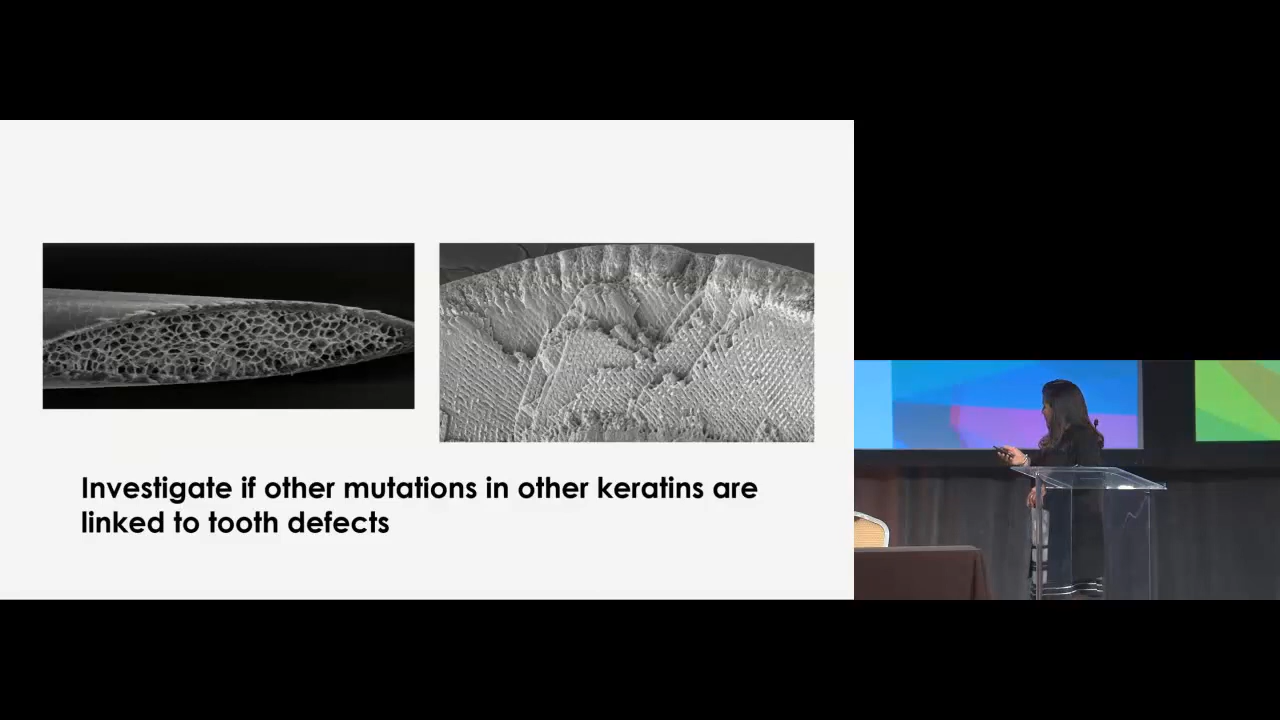 Investigate if other mutations in other keratins are
linked to tooth defects